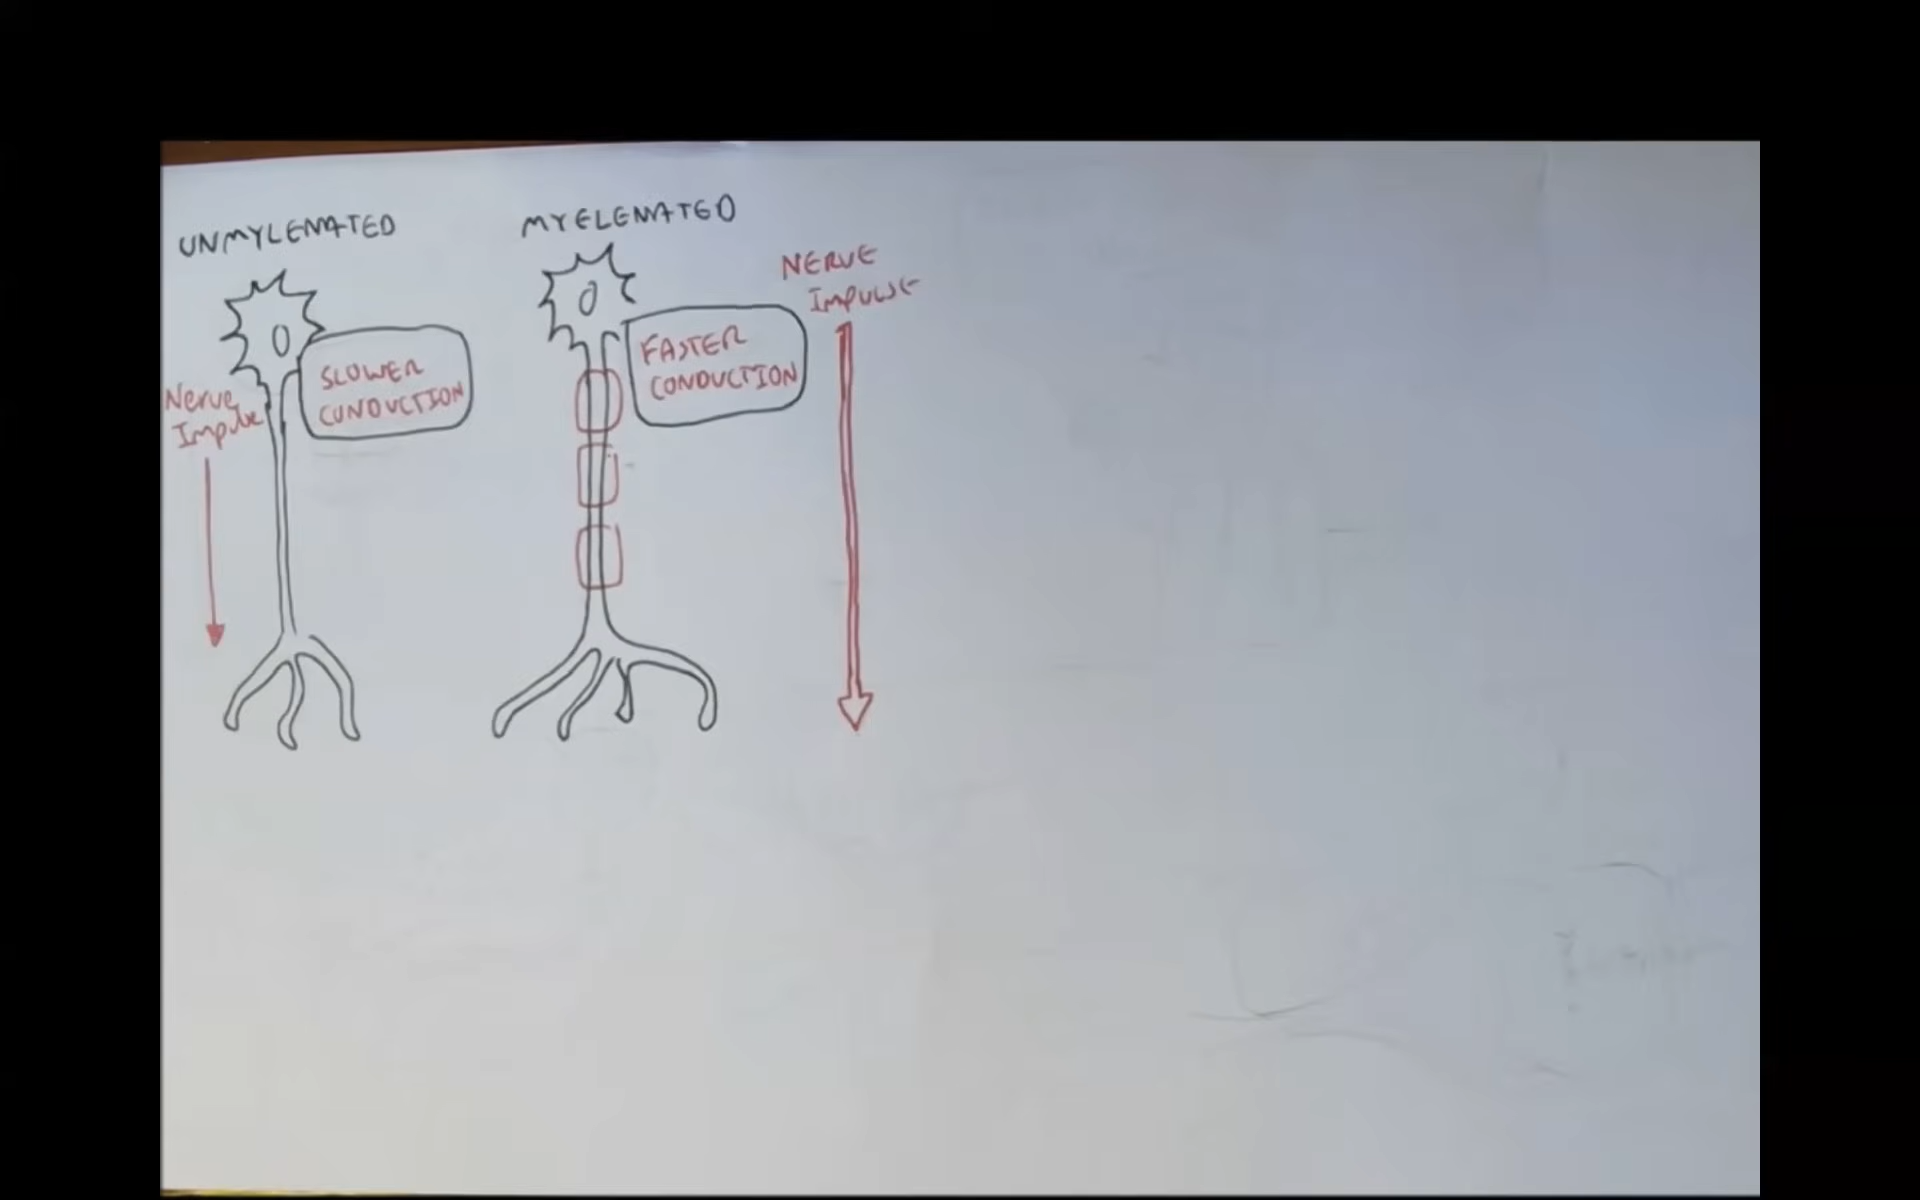 UNMYLENATED
MYELENATED
NERVE
IMPULSE
SLOWER
CONDUCTION
FASTER
CONDUCTION
Nerve
Impulse